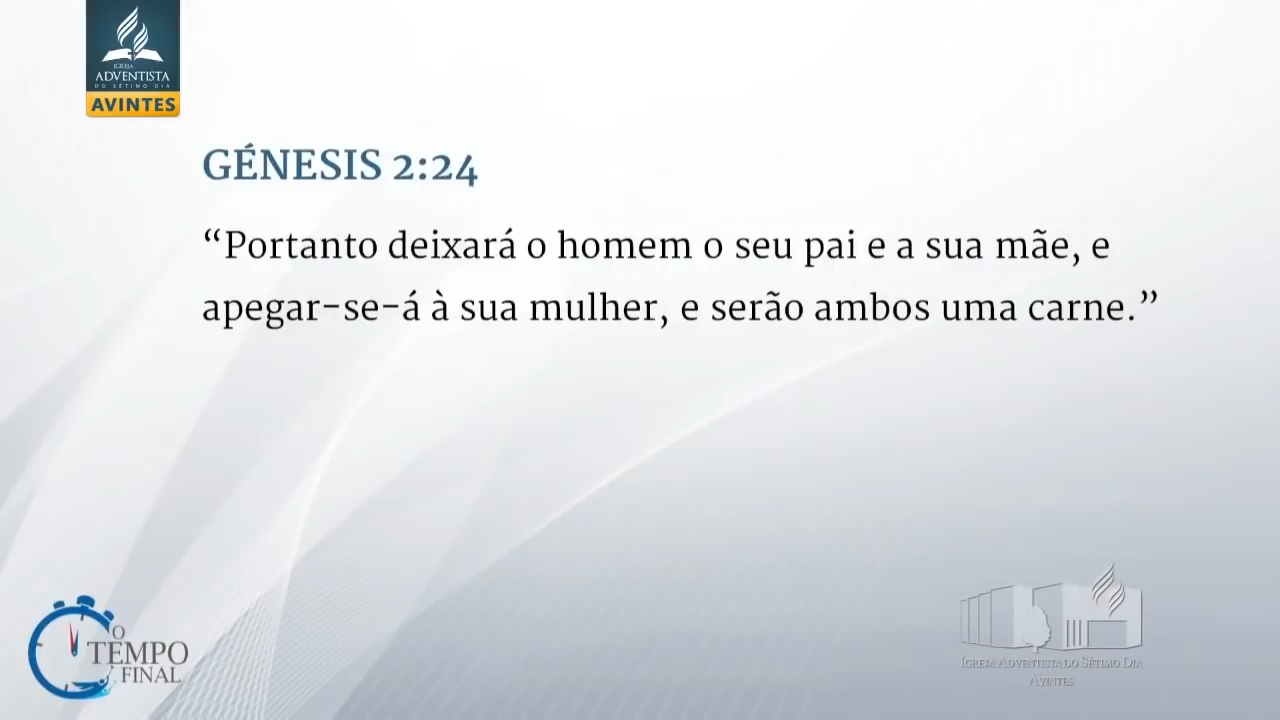 IGREJA
ADVENTISTA
DO SÉTIMO DIA
AVINTES
GÉNESIS 2:24
“Portanto deixará o homem o seu pai e a sua mãe, e
apegar-se-á à sua mulher, e serão ambos uma carne.”
O
TEMPO
FINAL
IGREJA ADVENTISTA DO SÉTIMO DIA
AVINTES